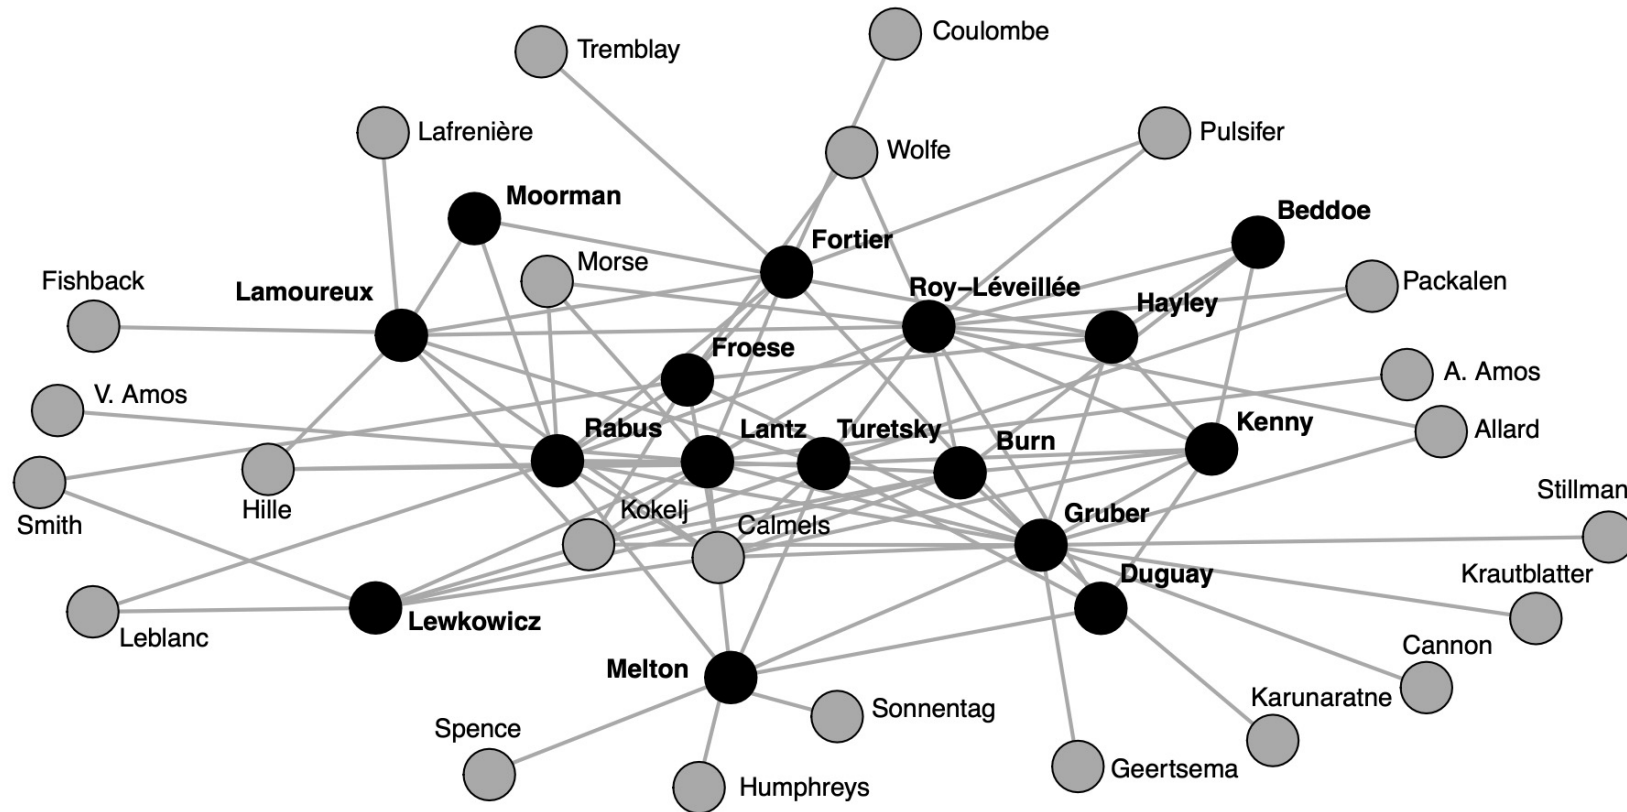 Coulombe
Tremblay
Lafrenière
Pulsifer
Wolfe
Moorman
Beddoe
Fortier
Morse
Fishback
Lamoureux
Roy–Léveillée
Packalen
Hayley
Froese
A. Amos
V. Amos
Rabus
Lantz
Turetsky
Burn
Kenny
Allard
Stillman
Smith
Hille
Kokelj
Calmels
Gruber
Krautblatter
Duguay
Leblanc
Lewkowicz
Cannon
Melton
Karunaratne
Sonnentag
Spence
Geertsema
Humphreys